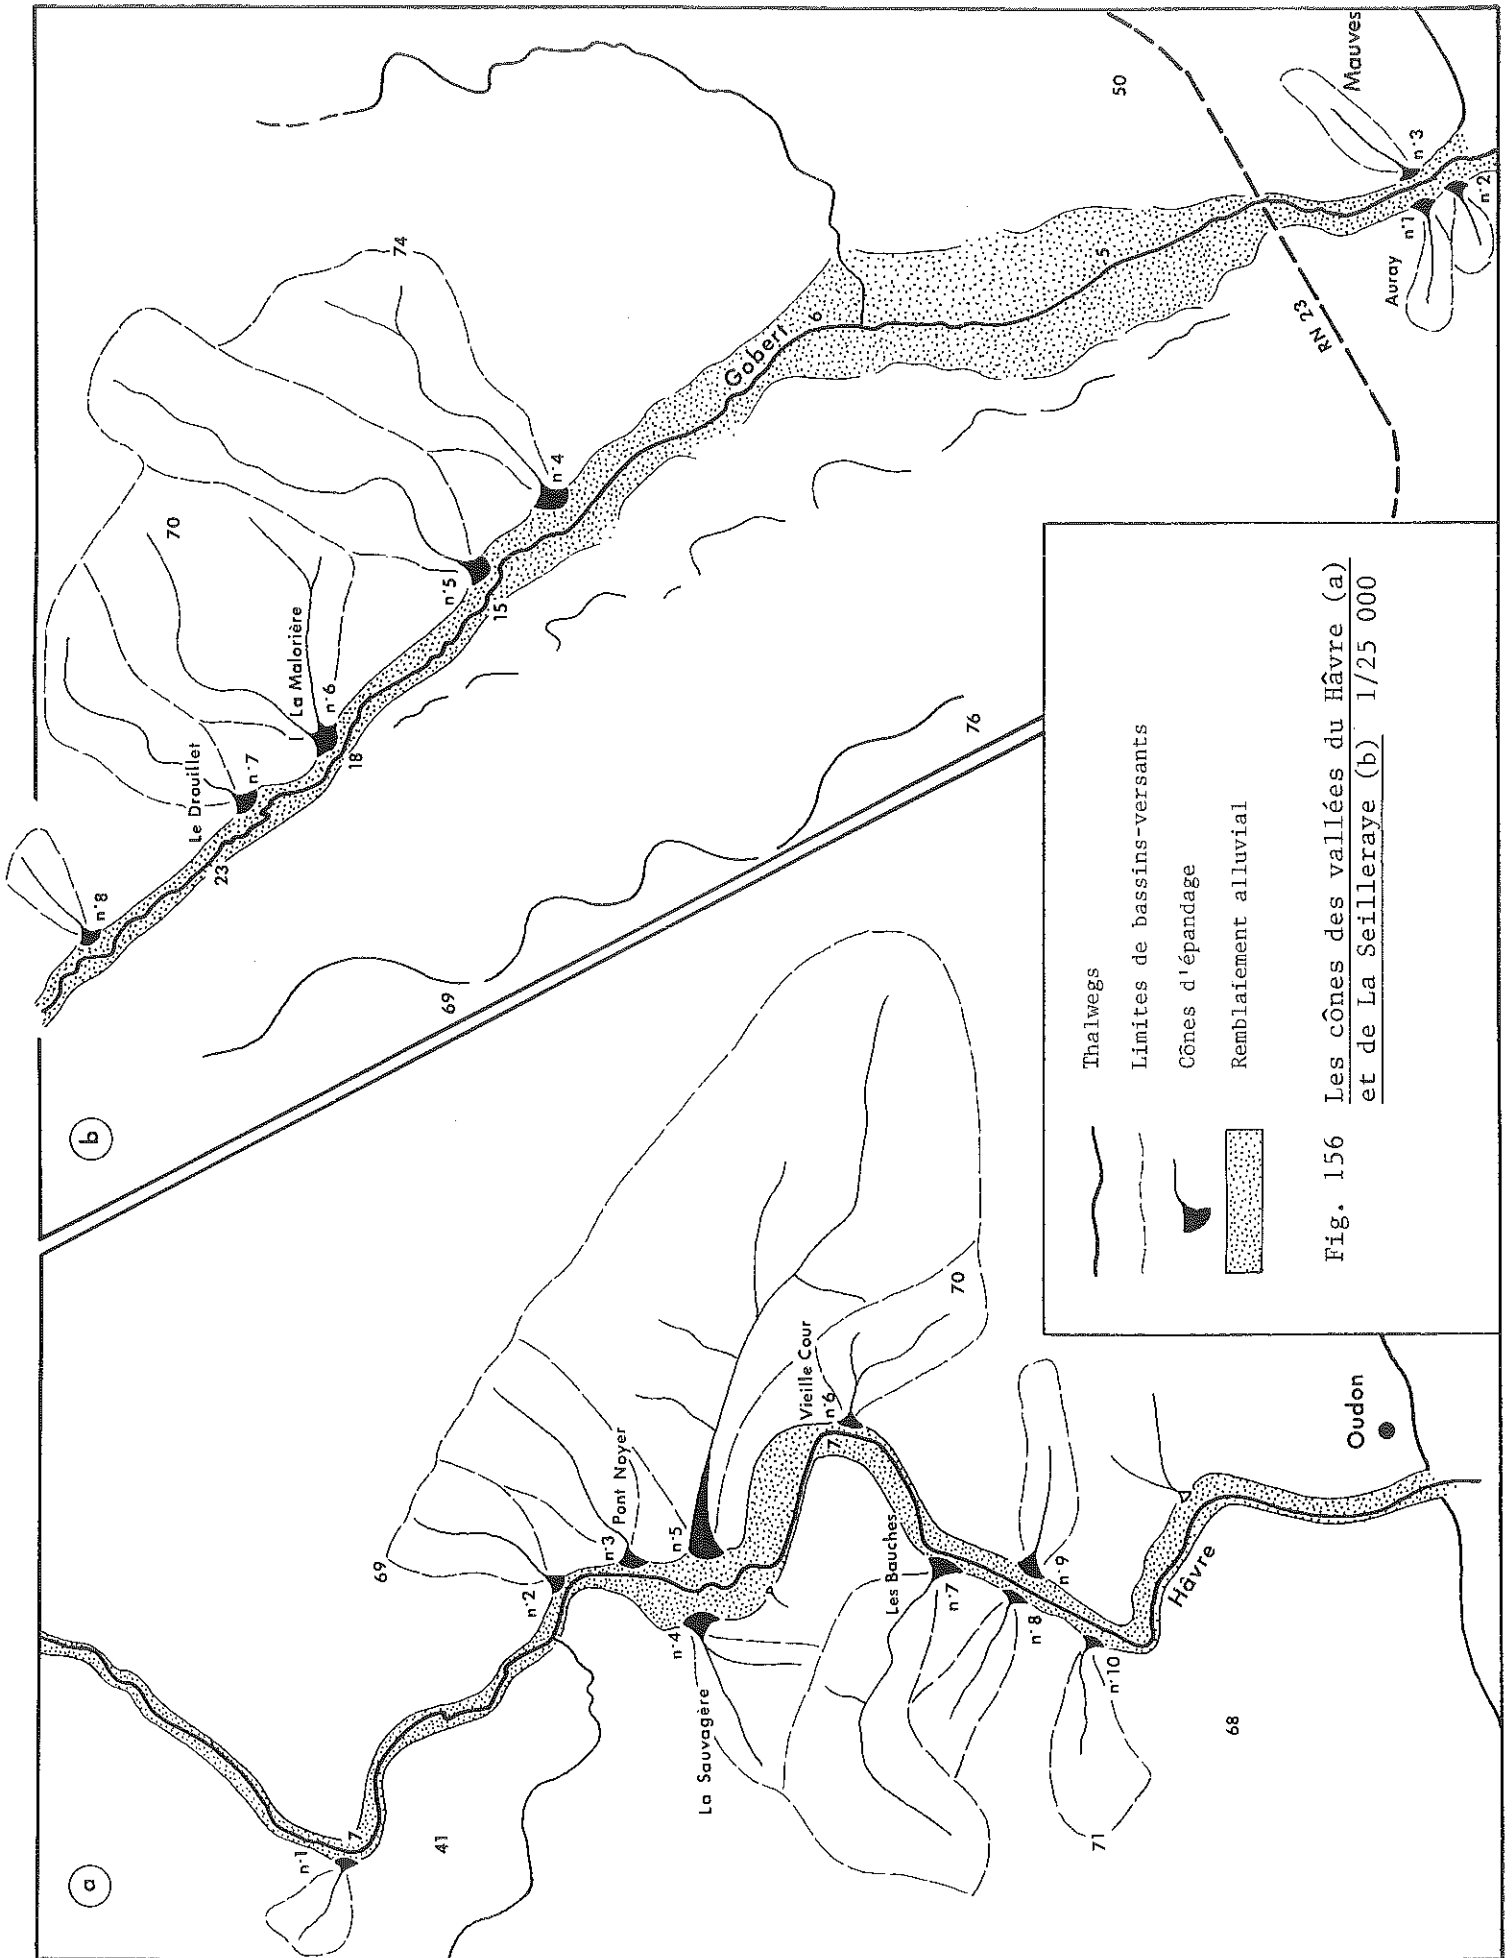 a
n°1
7
41
69
n°2
n°3
Pont Noyer
n°4
La Sauvagère
n°5
Vieille Cour
n°6
7
70
Les Bauches
n°7
n°8
n°9
n°10
71
68
Hâvre
Oudon
b
n°8
23
Le Drouillet
n°7
La Malorière
n°6
18
70
n°5
15
n°4
74
Gobert
6
5
50
RN 23
Mauves
n°3
Auray
n°1
n°2
69
76
Thalwegs
Limites de bassins-versants
Cônes d'épandage
Remblaiement alluvial
Fig. 156 Les cônes des vallées du Hâvre (a)
et de La Seilleraye (b) 1/25 000